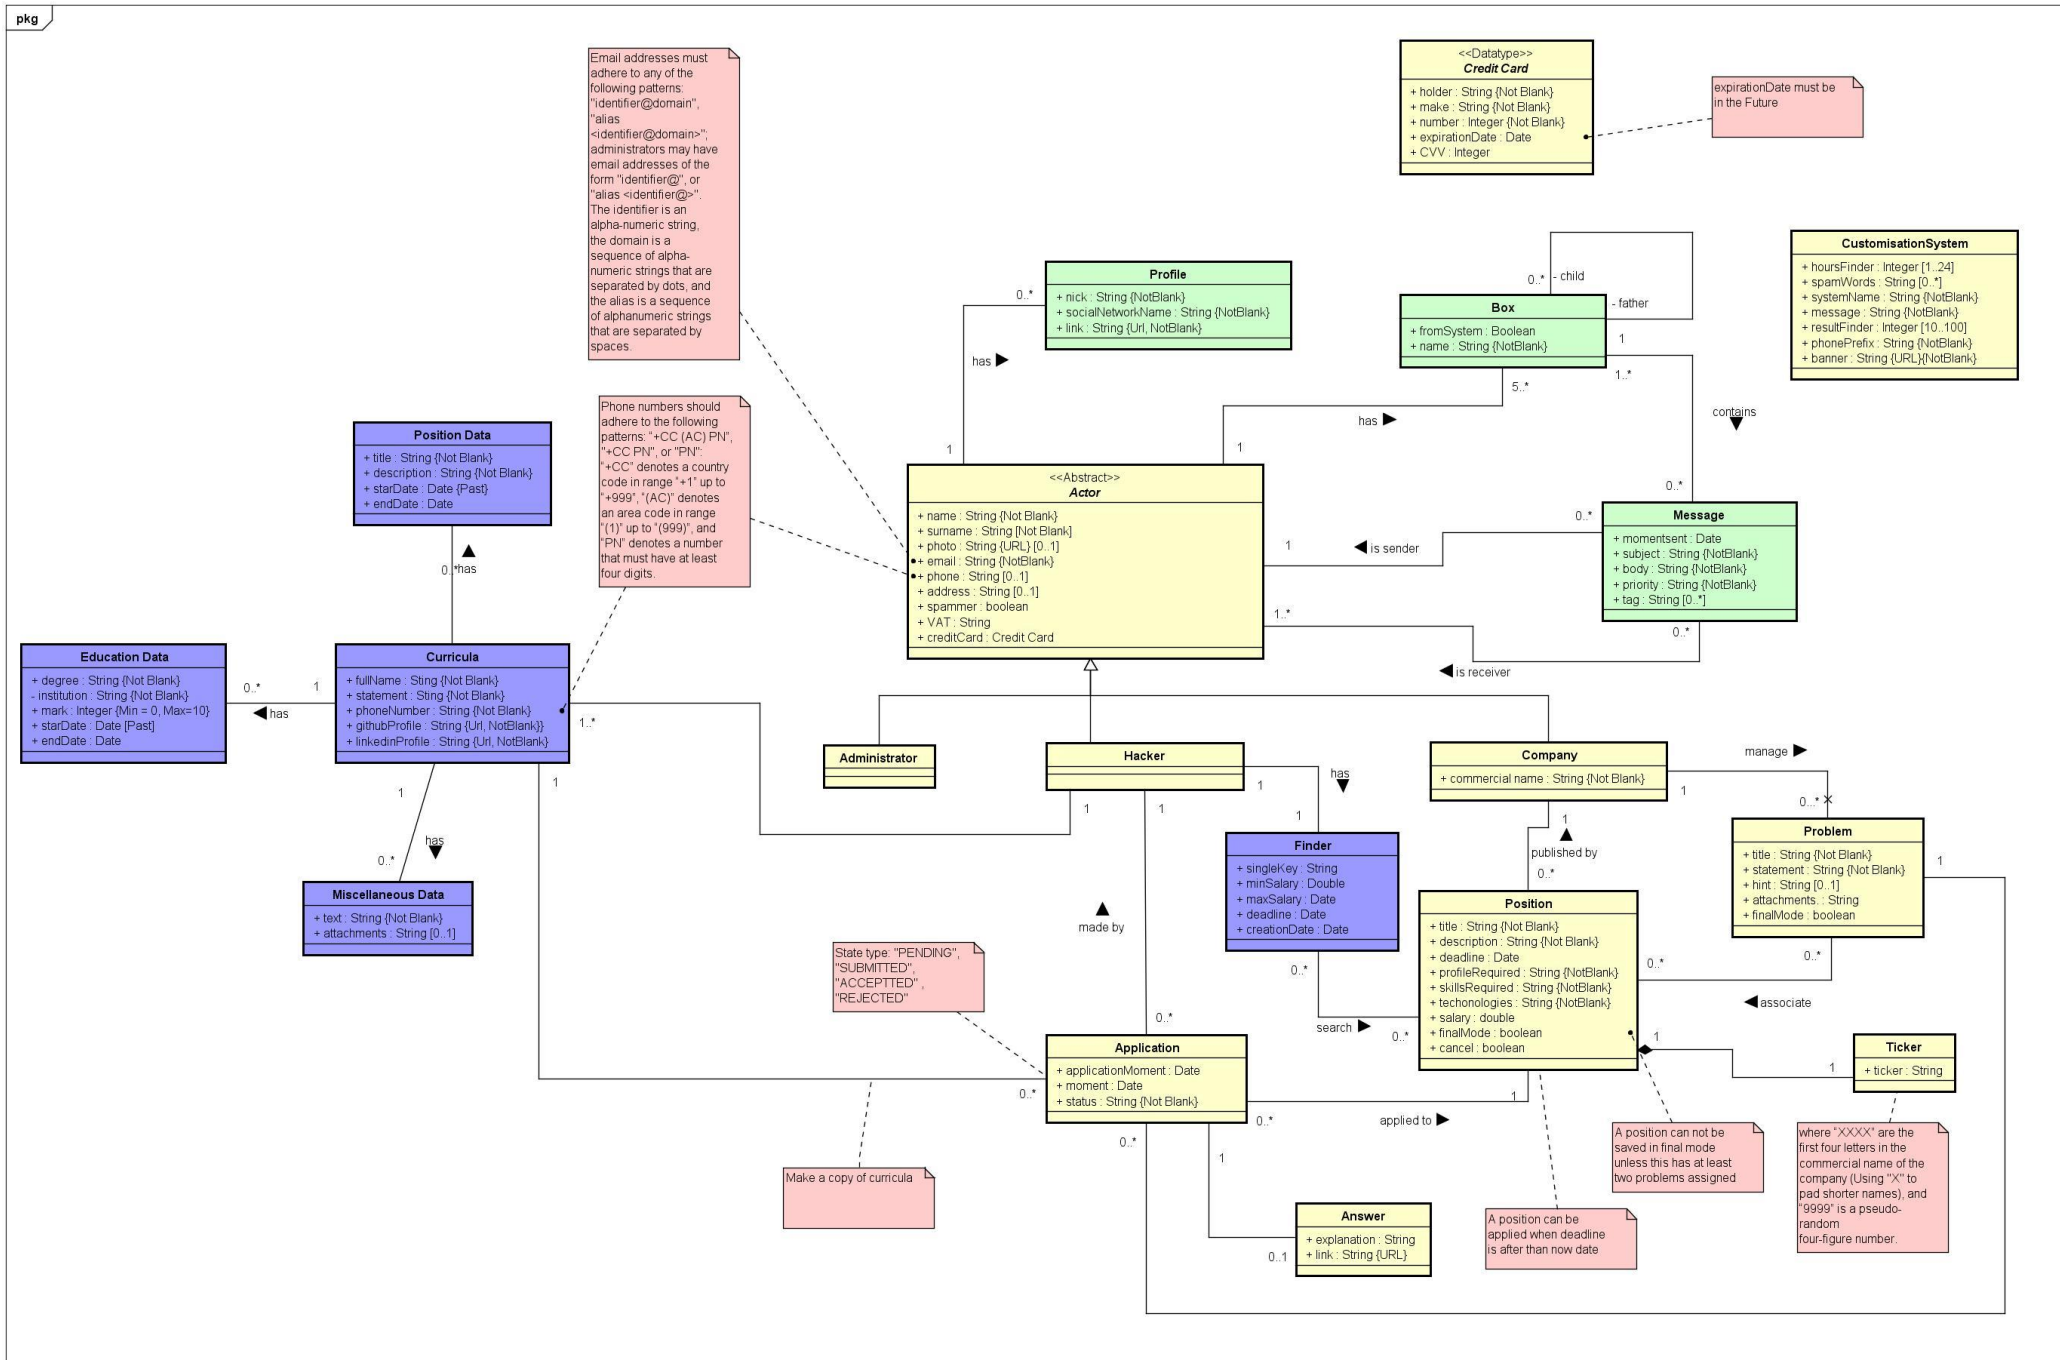 pkg
Email addresses must
adhere to any of the
following patterns:
"identifier@domain",
"alias
<identifier@domain>";
administrators may have
email addresses of the
form "identifier@", or
"alias <identifier@>".
The identifier is an
alpha-numeric string,
the domain is a
sequence of alpha-
numeric strings that are
separated by dots, and
the alias is a sequence
of alphanumeric strings
that are separated by
spaces.
<<Datatype>>
Credit Card
+ holder : String {Not Blank}
+ make : String {Not Blank}
+ number : Integer {Not Blank}
+ expirationDate : Date
+ CVV : Integer
expirationDate must be
in the Future
CustomisationSystem
+ hoursFinder : Integer [1..24]
+ spamWords : String [0..*]
+ systemName : String {NotBlank}
+ message : String {NotBlank}
+ resultFinder : Integer [10..100]
+ phonePrefix : String {NotBlank}
+ banner : String {URL}{NotBlank}
Profile
+ nick : String {NotBlank}
+ socialNetworkName : String {NotBlank}
+ link : String {Url, NotBlank}
0..*
has
1
0..*
- child
- father
Box
+ fromSystem : Boolean
+ name : String {NotBlank}
1
1..*
5..*
has
1
contains
0..*
Phone numbers should
adhere to the following
patterns: "+CC (AC) PN",
"+CC PN", or "PN":
"+CC" denotes a country
code in range "+1" up to
"+999", "(AC)" denotes
an area code in range
"(1)" up to "(999)", and
"PN" denotes a number
that must have at least
four digits.
Position Data
+ title : String {Not Blank}
+ description : String {Not Blank}
+ starDate : Date {Past}
+ endDate : Date
0..*
has
<<Abstract>>
Actor
+ name : String {Not Blank}
+ surname : String [Not Blank]
+ photo : String {URL} [0..1]
+ email : String {NotBlank}
+ phone : String [0..1]
+ address : String [0..1]
+ spammer : boolean
+ VAT : String
+ creditCard : Credit Card
Message
+ momentsent : Date
+ subject : String {NotBlank}
+ body : String {NotBlank}
+ priority : String {NotBlank}
+ tag : String [0..*]
0..*
1
is sender
1..*
0..*
is receiver
Education Data
+ degree : String {Not Blank}
- institution : String {Not Blank}
- mark : Integer {Min = 0, Max=10}
+ starDate : Date [Past]
+ endDate : Date
0..*
1
has
Curricula
+ fullName : Sting {Not Blank}
+ statement : Sting {Not Blank}
+ phoneNumber : String {Not Blank}
+ githubProfile : String {Url, NotBlank}}
+ linkedinProfile : String {Url, NotBlank}
1..*
1
1
has
0..*
Miscellaneous Data
+ text : String {Not Blank}
+ attachments : String [0..1]
Administrator
Hacker
1
1
1
has
1
Company
+ commercial name : String {Not Blank}
manage
1
0..*
1
published by
0..*
Finder
+ singleKey : String
+ minSalary : Double
+ maxSalary : Date
+ deadline : Date
+ creationDate : Date
0..*
search
0..*
Problem
+ title : String {Not Blank}
+ statement : String {Not Blank}
+ hint : String [0..1]
+ attachments. : String
+ finalMode : boolean
1
0..*
0..*
associate
Position
+ title : String {Not Blank}
+ description : String {Not Blank}
+ deadline : Date
+ profileRequired : String {NotBlank}
+ skillsRequired : String {NotBlank}
+ techonologies : String {NotBlank}
+ salary : double
+ finalMode : boolean
+ cancel : boolean
1
1
Ticker
+ ticker : String
made by
0..*
State type: "PENDING",
"SUBMITTED",
"ACCEPTTED" ,
"REJECTED"
Application
+ applicationMoment : Date
+ moment : Date
+ status : String {Not Blank}
0..*
0..*
applied to
1
0..*
1
0..1
Make a copy of curricula
Answer
+ explanation : String
+ link : String {URL}
A position can be
applied when deadline
is after than now date
A position can not be
saved in final mode
unless this has at least
two problems assigned
where "XXXX" are the
first four letters in the
commercial name of the
company (Using "X" to
pad shorter names), and
"9999" is a pseudo-
random
four-figure number.